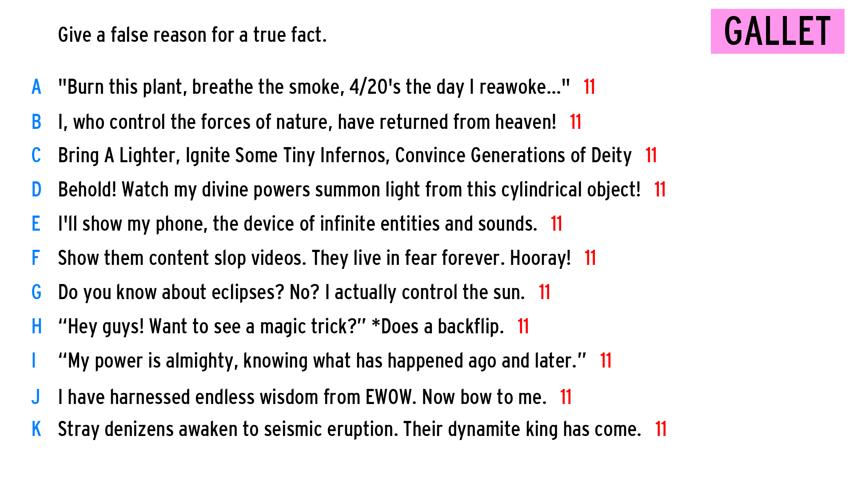 Give a false reason for a true fact.
GALLET
A "Burn this plant, breathe the smoke, 4/20's the day I reawoke..." 11
B I, who control the forces of nature, have returned from heaven! 11
C Bring A Lighter, Ignite Some Tiny Infernos, Convince Generations of Deity 11
D Behold! Watch my divine powers summon light from this cylindrical object! 11
E I'll show my phone, the device of infinite entities and sounds. 11
F Show them content slop videos. They live in fear forever. Hooray! 11
G Do you know about eclipses? No? I actually control the sun. 11
H “Hey guys! Want to see a magic trick?” *Does a backflip. 11
I “My power is almighty, knowing what has happened ago and later.” 11
J I have harnessed endless wisdom from EWOW. Now bow to me. 11
K Stray denizens awaken to seismic eruption. Their dynamite king has come. 11